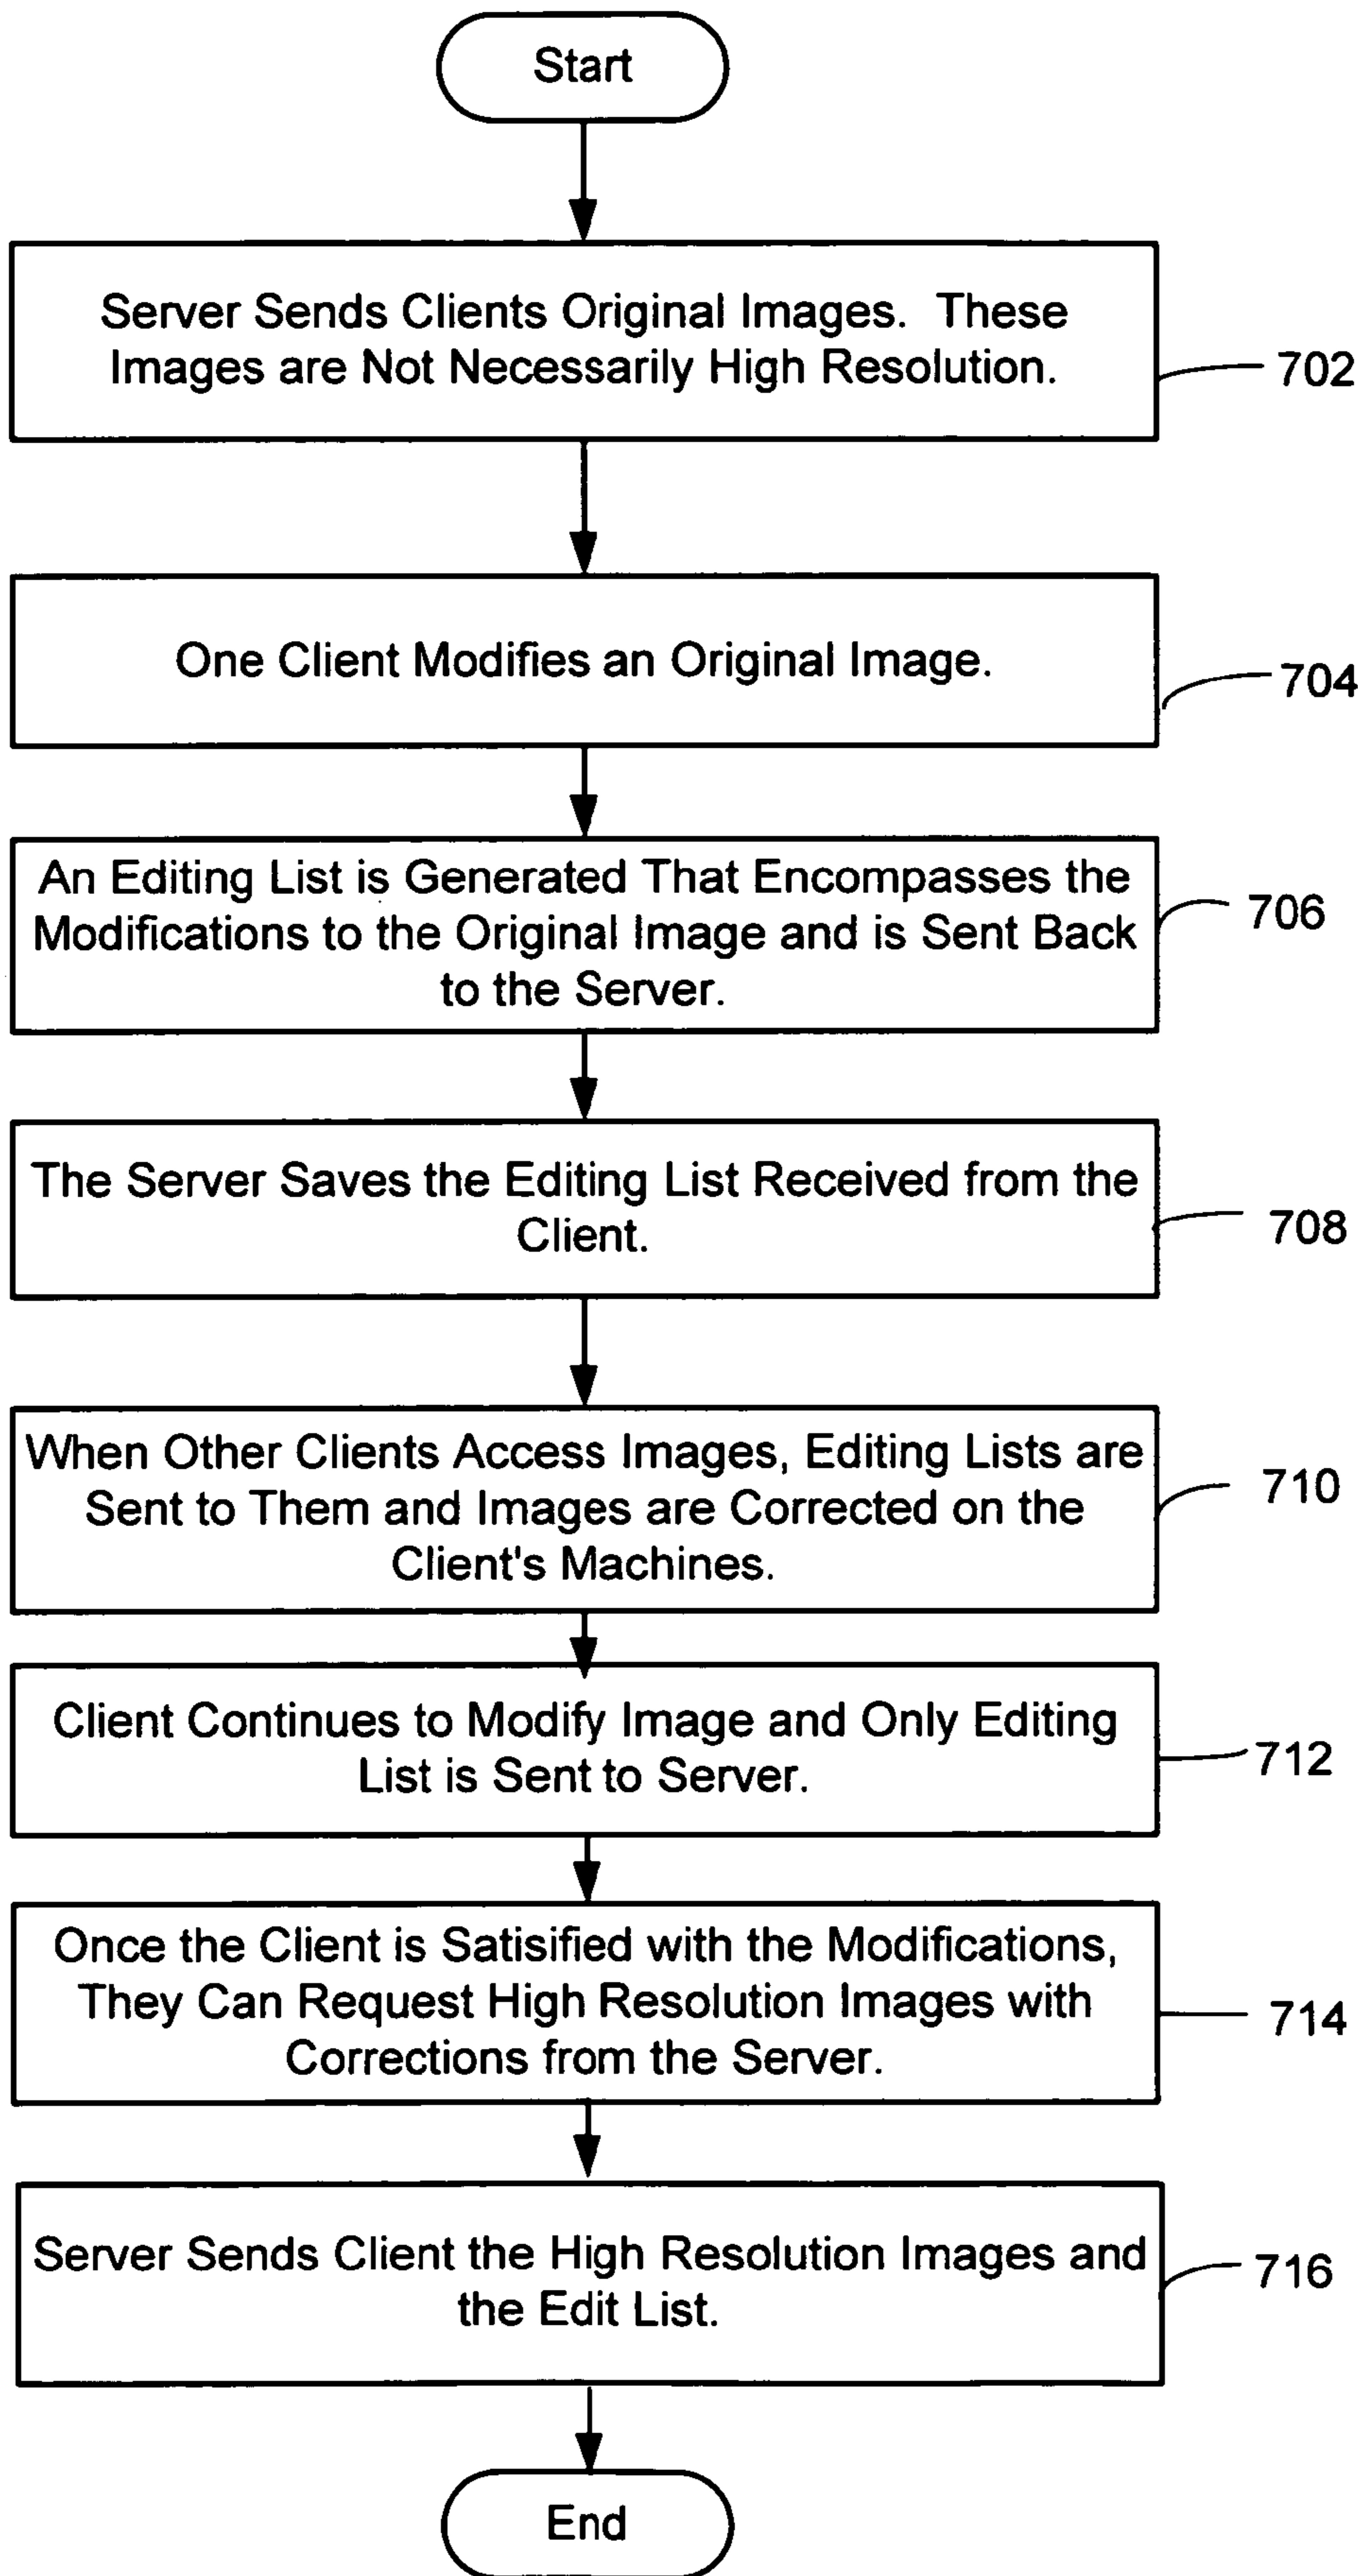 Start
Server Sends Clients Original Images. These
Images are Not Necessarily High Resolution.
702
One Client Modifies an Original Image.
704
An Editing List is Generated That Encompasses the
Modifications to the Original Image and is Sent Back
to the Server.
706
The Server Saves the Editing List Received from the
Client.
708
When Other Clients Access Images, Editing Lists are
Sent to Them and Images are Corrected on the
Client's Machines.
710
Client Continues to Modify Image and Only Editing
List is Sent to Server.
712
Once the Client is Satisified with the Modifications,
They Can Request High Resolution Images with
Corrections from the Server.
714
Server Sends Client the High Resolution Images and
the Edit List.
716
End